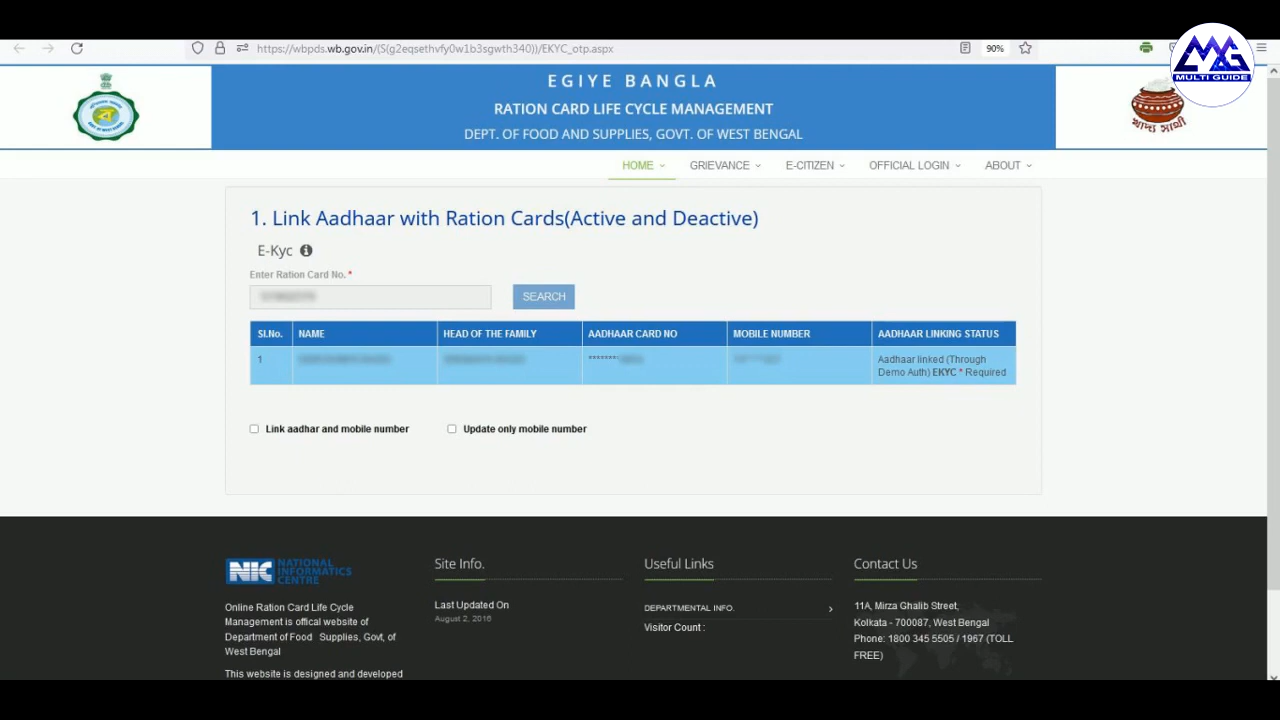 MG
MULTI GUIDE
https://wbpds.wb.gov.in/(S(g2eqsethvfy0w1b3sgwth340))/EKYC_otp.aspx
90%
EGIYE BANGLA
RATION CARD LIFE CYCLE MANAGEMENT
DEPT. OF FOOD AND SUPPLIES, GOVT. OF WEST BENGAL
খাদ্য সাথী
HOME GRIEVANCE E-CITIZEN OFFICIAL LOGIN ABOUT
1. Link Aadhaar with Ration Cards(Active and Deactive)
E-Kyc
Enter Ration Card No. *
SEARCH
Sl.No. NAME HEAD OF THE FAMILY AADHAAR CARD NO MOBILE NUMBER AADHAAR LINKING STATUS
1 ******* Aadhaar linked (Through
Demo Auth) EKYC * Required
Link aadhar and mobile number Update only mobile number
NIC NATIONAL
INFORMATICS
CENTRE
Online Ration Card Life Cycle
Management is offical website of
Department of Food Supplies, Govt, of
West Bengal
This website is designed and developed
Site Info.
Last Updated On
August 2, 2016
Useful Links
DEPARTMENTAL INFO.
Visitor Count :
Contact Us
11A, Mirza Ghalib Street,
Kolkata - 700087, West Bengal
Phone: 1800 345 5505 / 1967 (TOLL
FREE)